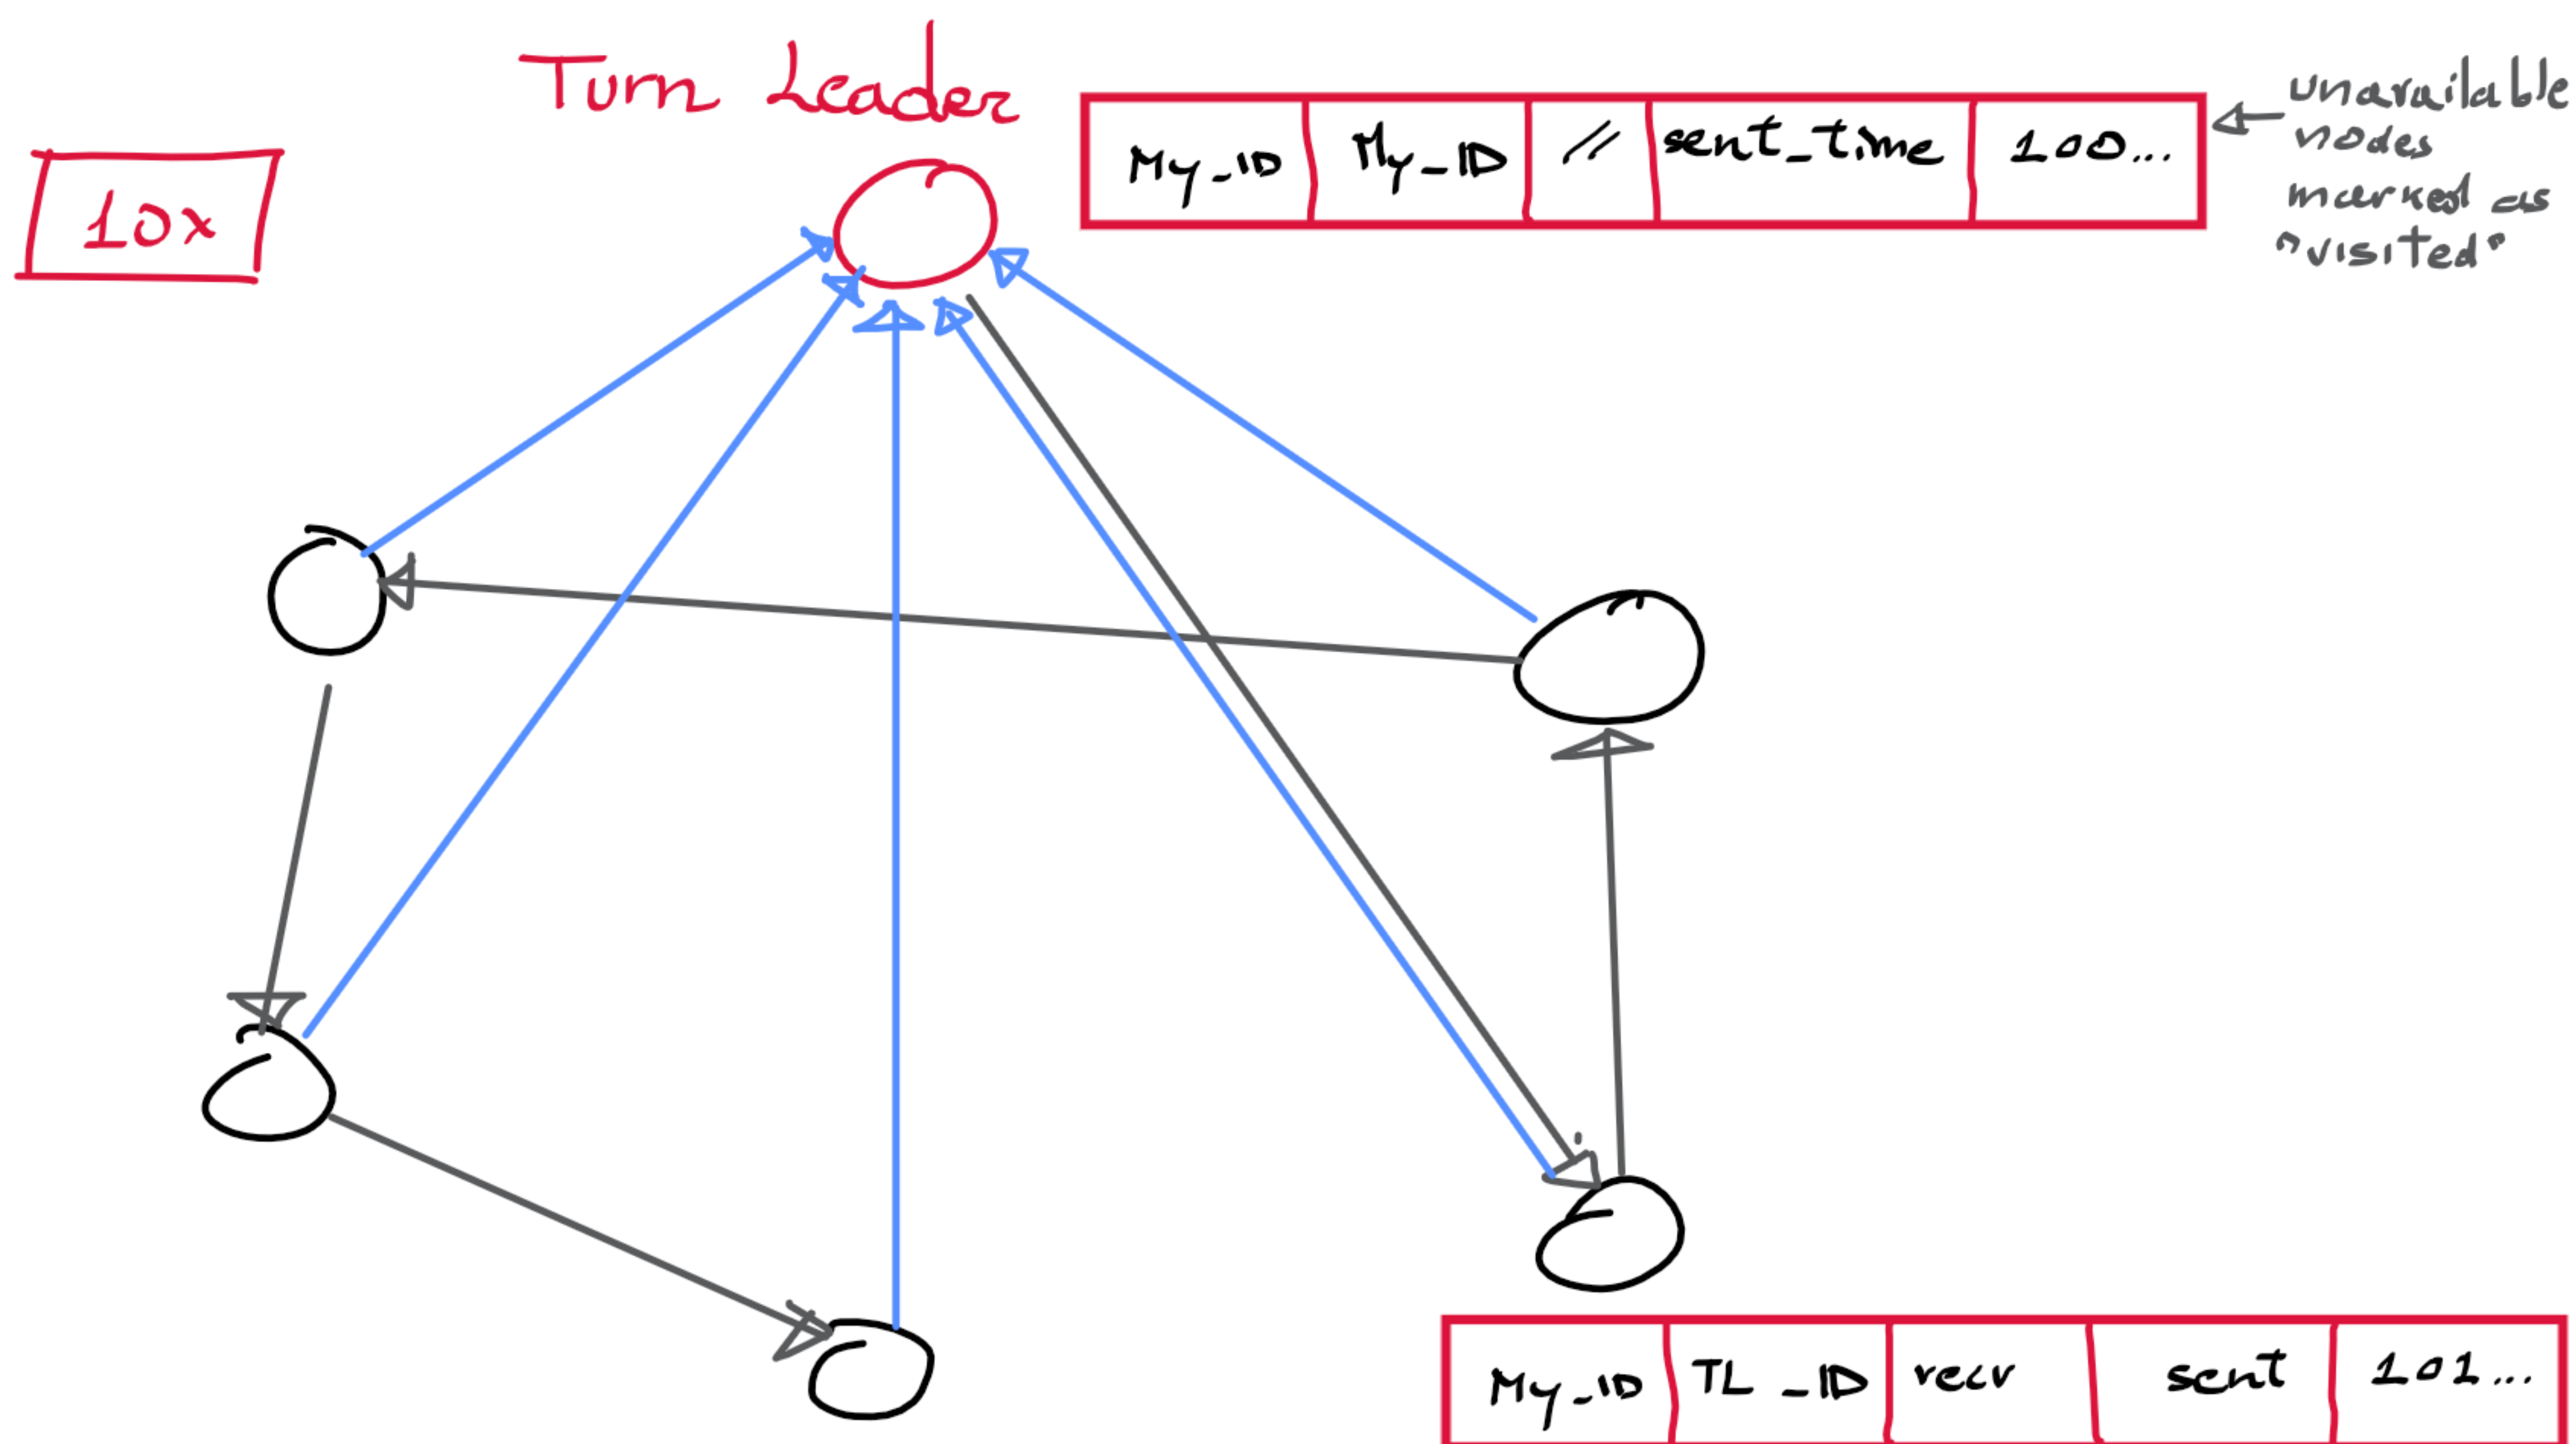 Turn Leader
10x
My_ID My_ID // sent_time 100...
unavailable
nodes
marked as
"visited"
My_ID TL_ID recv sent 101...